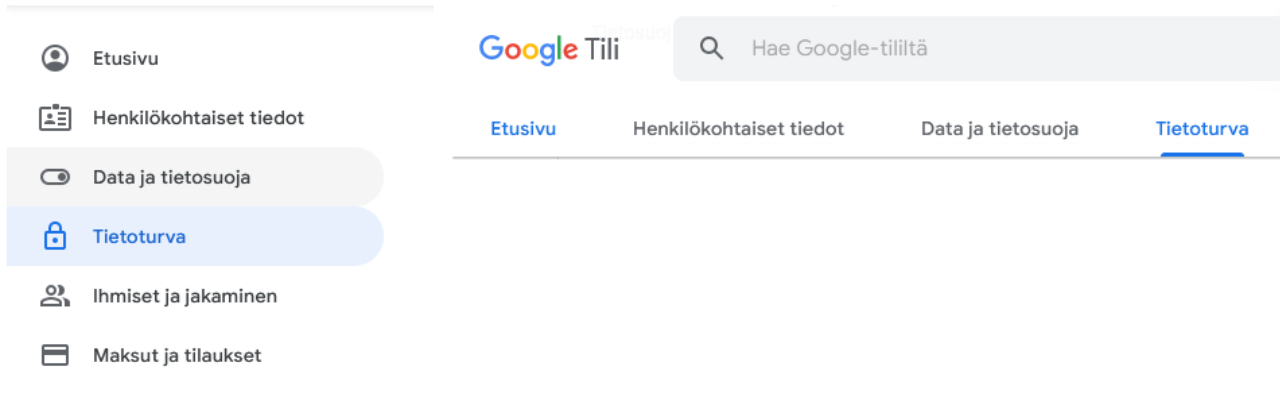 Etusivu
Henkilökohtaiset tiedot
Data ja tietosuoja
Tietoturva
Ihmiset ja jakaminen
Maksut ja tilaukset
Google Tili
Hae Google-tililtä
Etusivu Henkilökohtaiset tiedot Data ja tietosuoja Tietoturva